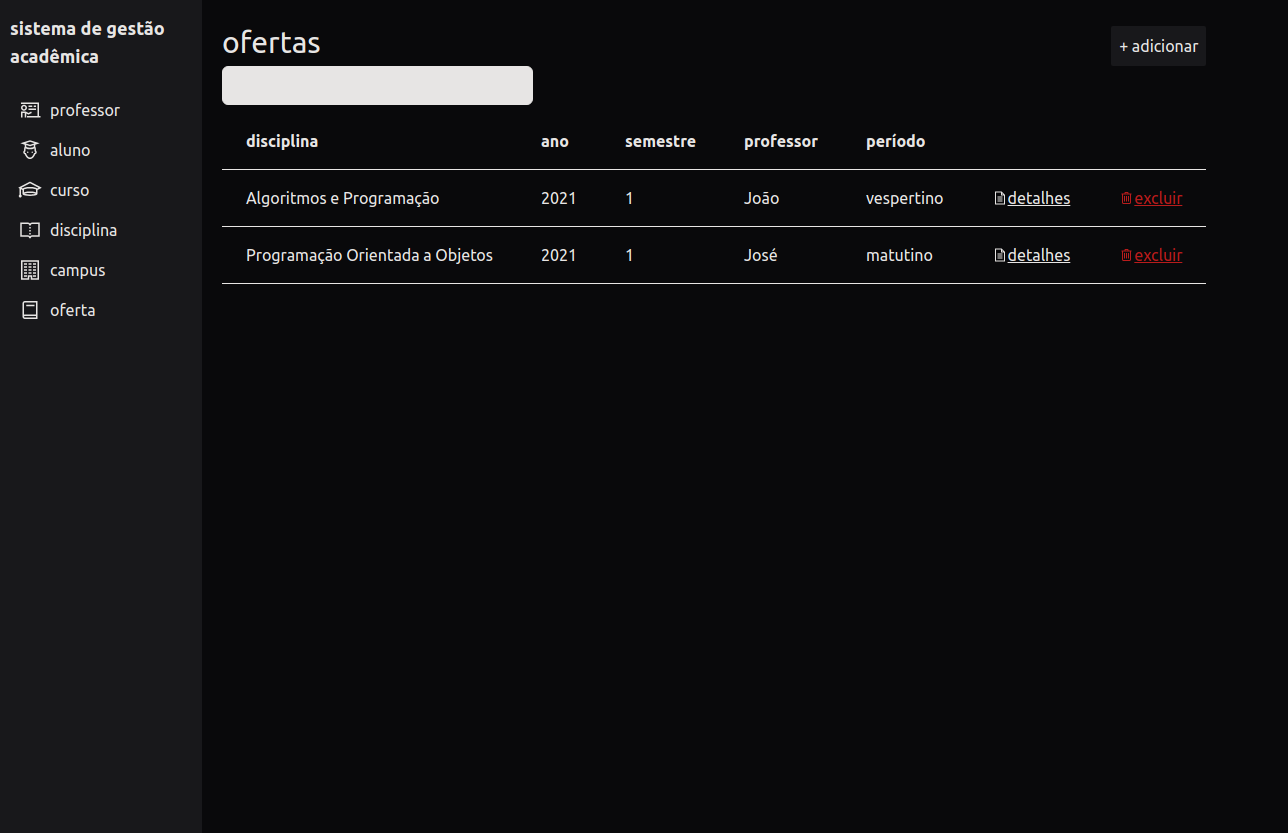 sistema de gestão
acadêmica
professor
aluno
curso
disciplina
campus
oferta
ofertas
+ adicionar
disciplina ano semestre professor período
Algoritmos e Programação 2021 1 João vespertino detalhes excluir
Programação Orientada a Objetos 2021 1 José matutino detalhes excluir